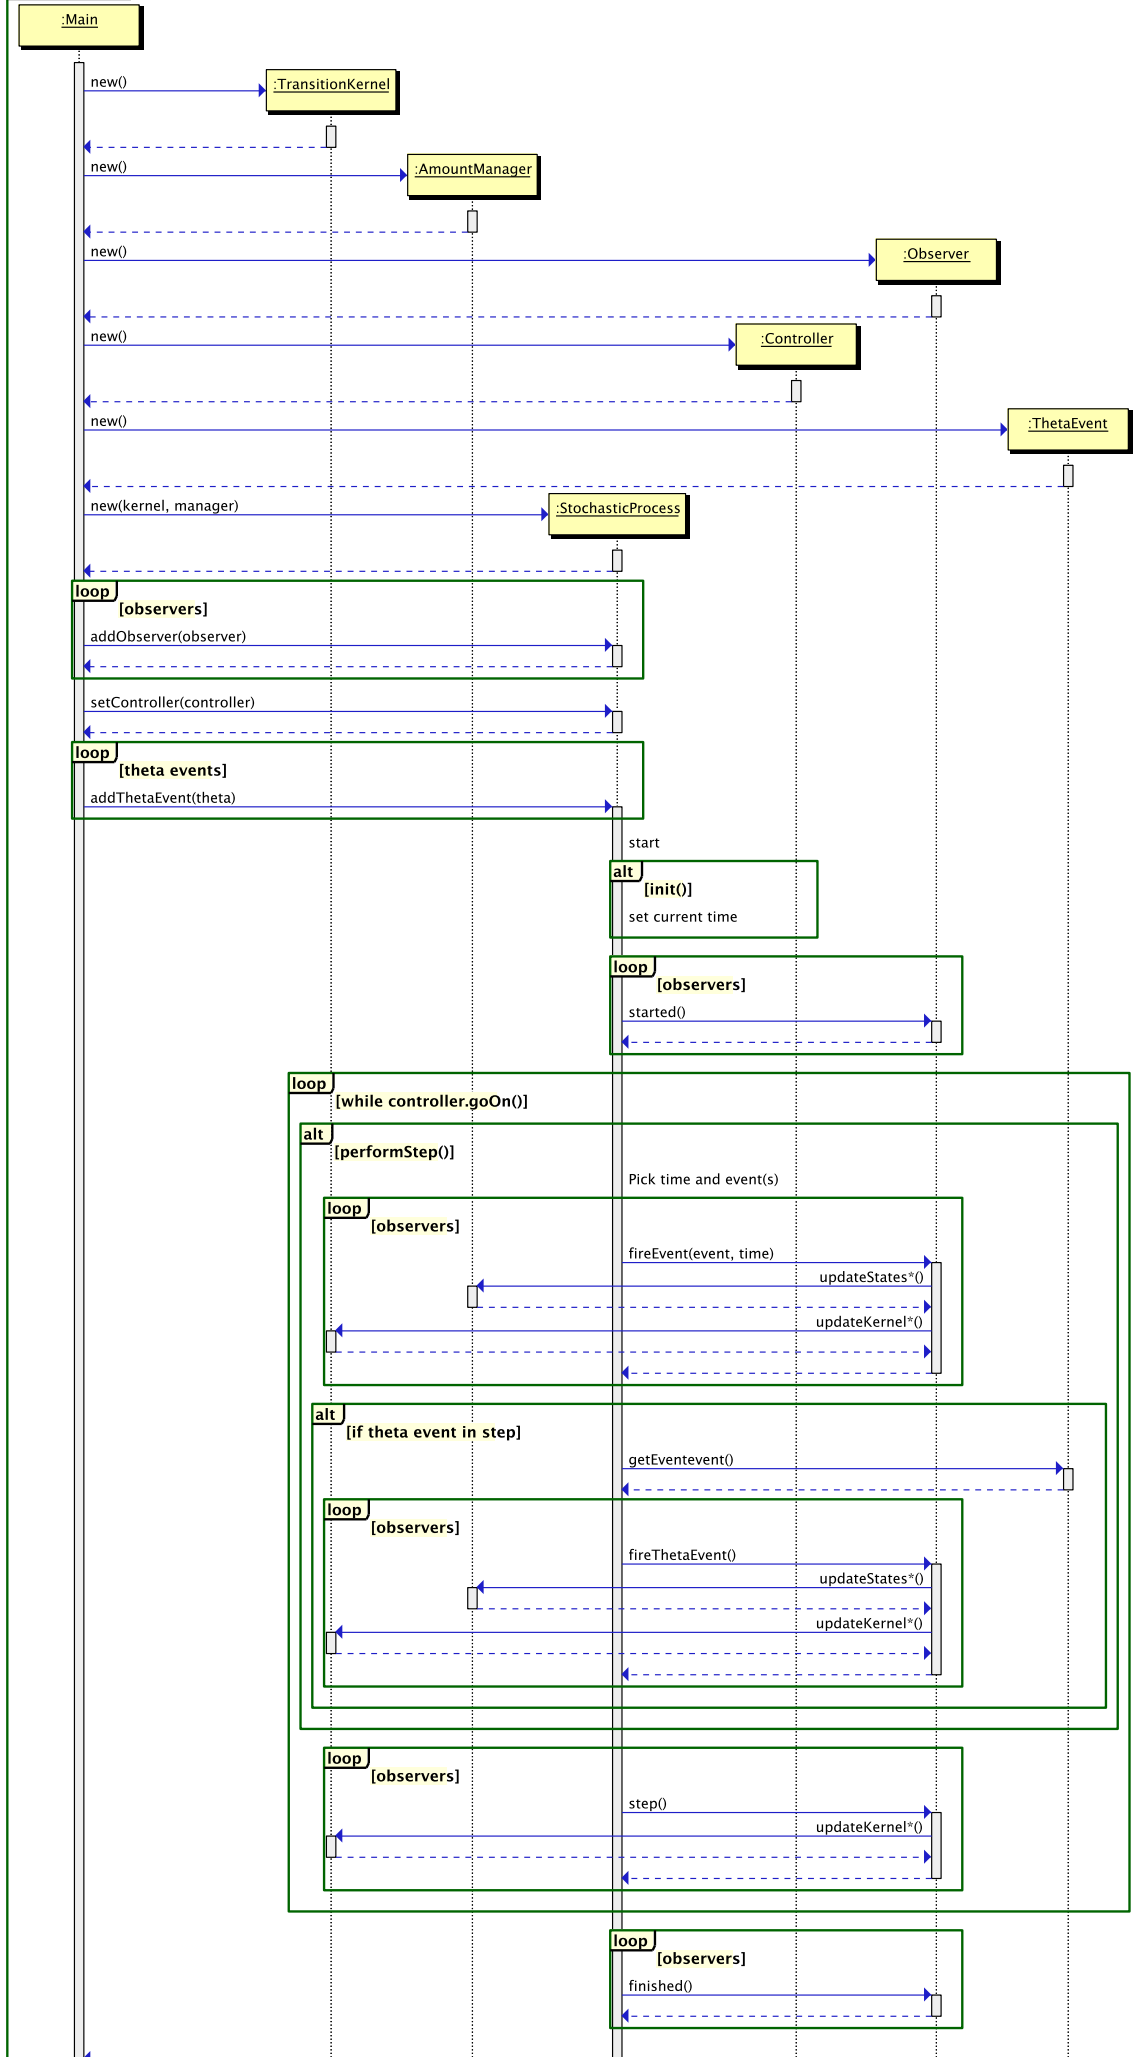 :Main
new()
:TransitionKernel
new()
:AmountManager
new()
:Observer
new()
:Controller
new()
:ThetaEvent
new(kernel, manager)
:StochasticProcess
loop
[observers]
addObserver(observer)
setController(controller)
loop
[theta events]
addThetaEvent(theta)
start
alt
[init()]
set current time
loop
[observers]
started()
loop
[while controller.goOn()]
alt
[performStep()]
Pick time and event(s)
loop
[observers]
fireEvent(event, time)
updateStates*()
updateKernel*()
alt
[if theta event in step]
getEventevent()
loop
[observers]
fireThetaEvent()
updateStates*()
updateKernel*()
loop
[observers]
step()
updateKernel*()
loop
[observers]
finished()